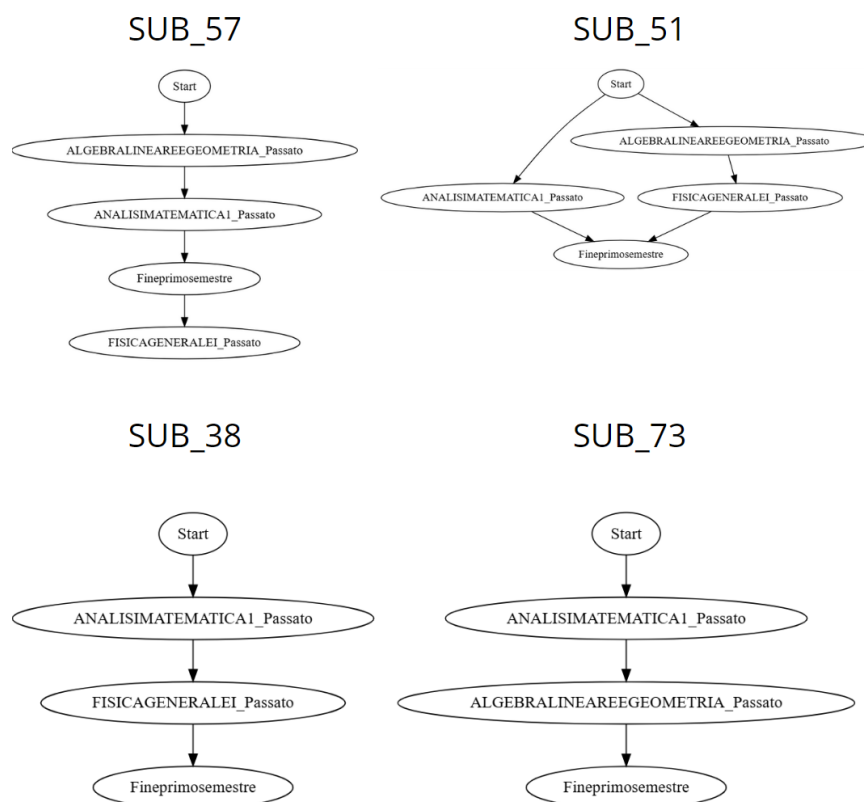 SUB_57
Start
ALGEBRALINEAREEGEOMETRIA_Passato
ANALISIMATEMATICA1_Passato
Fineprimosemestre
FISICAGENERALEI_Passato
SUB_51
Start
ALGEBRALINEAREEGEOMETRIA_Passato
ANALISIMATEMATICA1_Passato
FISICAGENERALEI_Passato
Fineprimosemestre
SUB_38
Start
ANALISIMATEMATICA1_Passato
FISICAGENERALEI_Passato
Fineprimosemestre
SUB_73
Start
ANALISIMATEMATICA1_Passato
ALGEBRALINEAREEGEOMETRIA_Passato
Fineprimosemestre